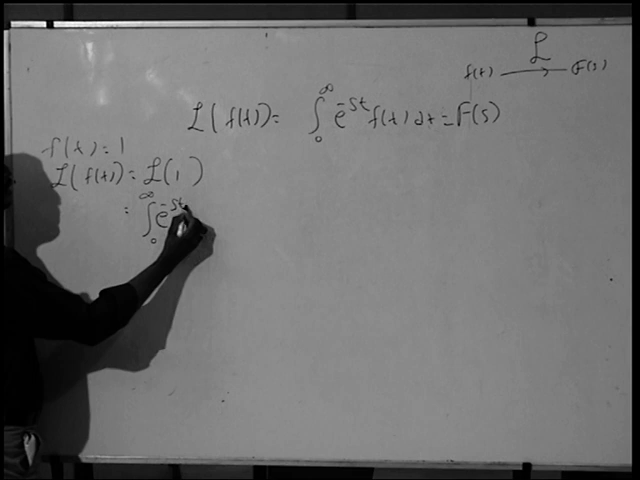 f(t) ℒ→ F(s)
ℒ(f(t)) = ∫₀^∞ e^{-st} f(t) dt = F(s)
f(t) = 1
ℒ(f(t)) = ℒ(1)
= ∫₀^∞ e^{-st}